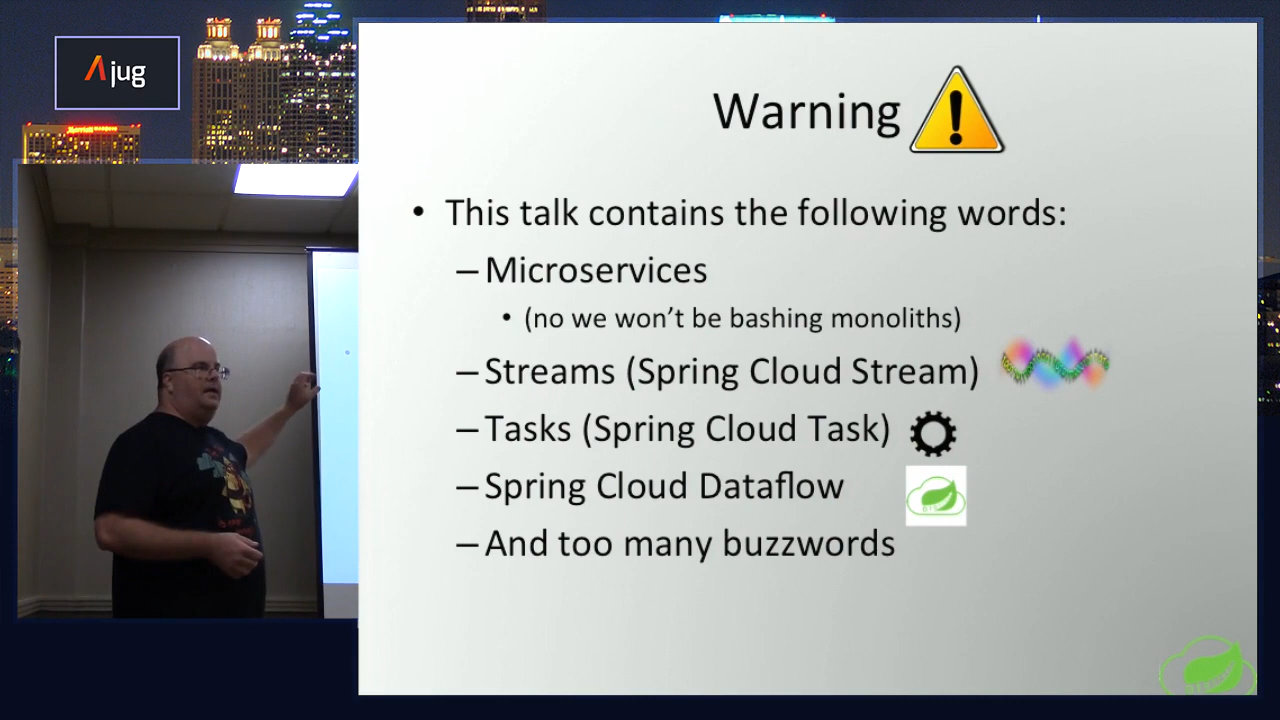 Ajug
Warning
• This talk contains the following words:
– Microservices
• (no we won't be bashing monoliths)
– Streams (Spring Cloud Stream)
– Tasks (Spring Cloud Task)
– Spring Cloud Dataflow
– And too many buzzwords